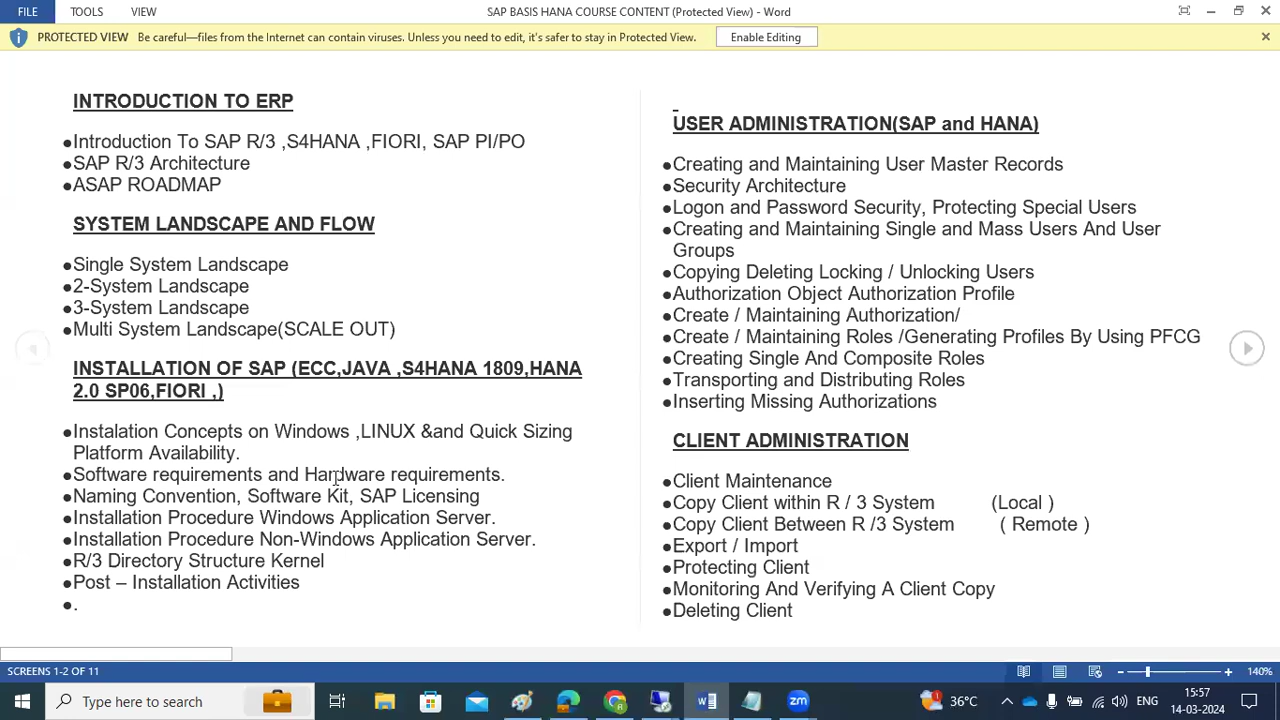 FILE TOOLS VIEW SAP BASIS HANA COURSE CONTENT (Protected View) - Word
PROTECTED VIEW Be careful—files from the Internet can contain viruses. Unless you need to edit, it's safer to stay in Protected View. Enable Editing
INTRODUCTION TO ERP
●Introduction To SAP R/3 ,S4HANA ,FIORI, SAP PI/PO
●SAP R/3 Architecture
●ASAP ROADMAP
SYSTEM LANDSCAPE AND FLOW
●Single System Landscape
●2-System Landscape
●3-System Landscape
●Multi System Landscape(SCALE OUT)
INSTALLATION OF SAP (ECC,JAVA ,S4HANA 1809,HANA
2.0 SP06,FIORI ,)
●Instalation Concepts on Windows ,LINUX &and Quick Sizing
Platform Availability.
●Software requirements and Hardware requirements.
●Naming Convention, Software Kit, SAP Licensing
●Installation Procedure Windows Application Server.
●Installation Procedure Non-Windows Application Server.
●R/3 Directory Structure Kernel
●Post – Installation Activities
●.
USER ADMINISTRATION(SAP and HANA)
●Creating and Maintaining User Master Records
●Security Architecture
●Logon and Password Security, Protecting Special Users
●Creating and Maintaining Single and Mass Users And User
Groups
●Copying Deleting Locking / Unlocking Users
●Authorization Object Authorization Profile
●Create / Maintaining Authorization/
●Create / Maintaining Roles /Generating Profiles By Using PFCG
●Creating Single And Composite Roles
●Transporting and Distributing Roles
●Inserting Missing Authorizations
CLIENT ADMINISTRATION
●Client Maintenance
●Copy Client within R / 3 System (Local )
●Copy Client Between R /3 System ( Remote )
●Export / Import
●Protecting Client
●Monitoring And Verifying A Client Copy
●Deleting Client
SCREENS 1-2 OF 11 140%
Type here to search 36°C ENG 15:57
14-03-2024